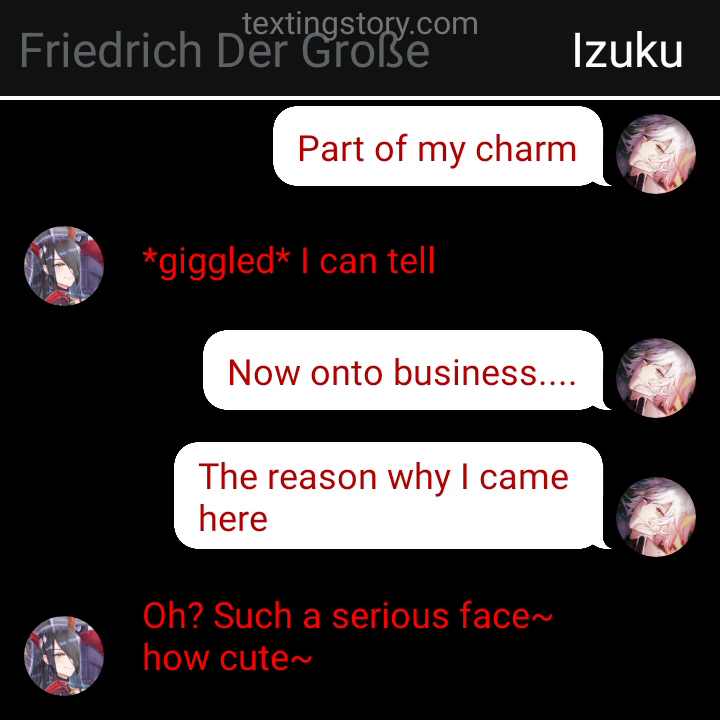 textingstory.com
Friedrich Der Große
Izuku
Part of my charm
*giggled* I can tell
Now onto business....
The reason why I came
here
Oh? Such a serious face~
how cute~